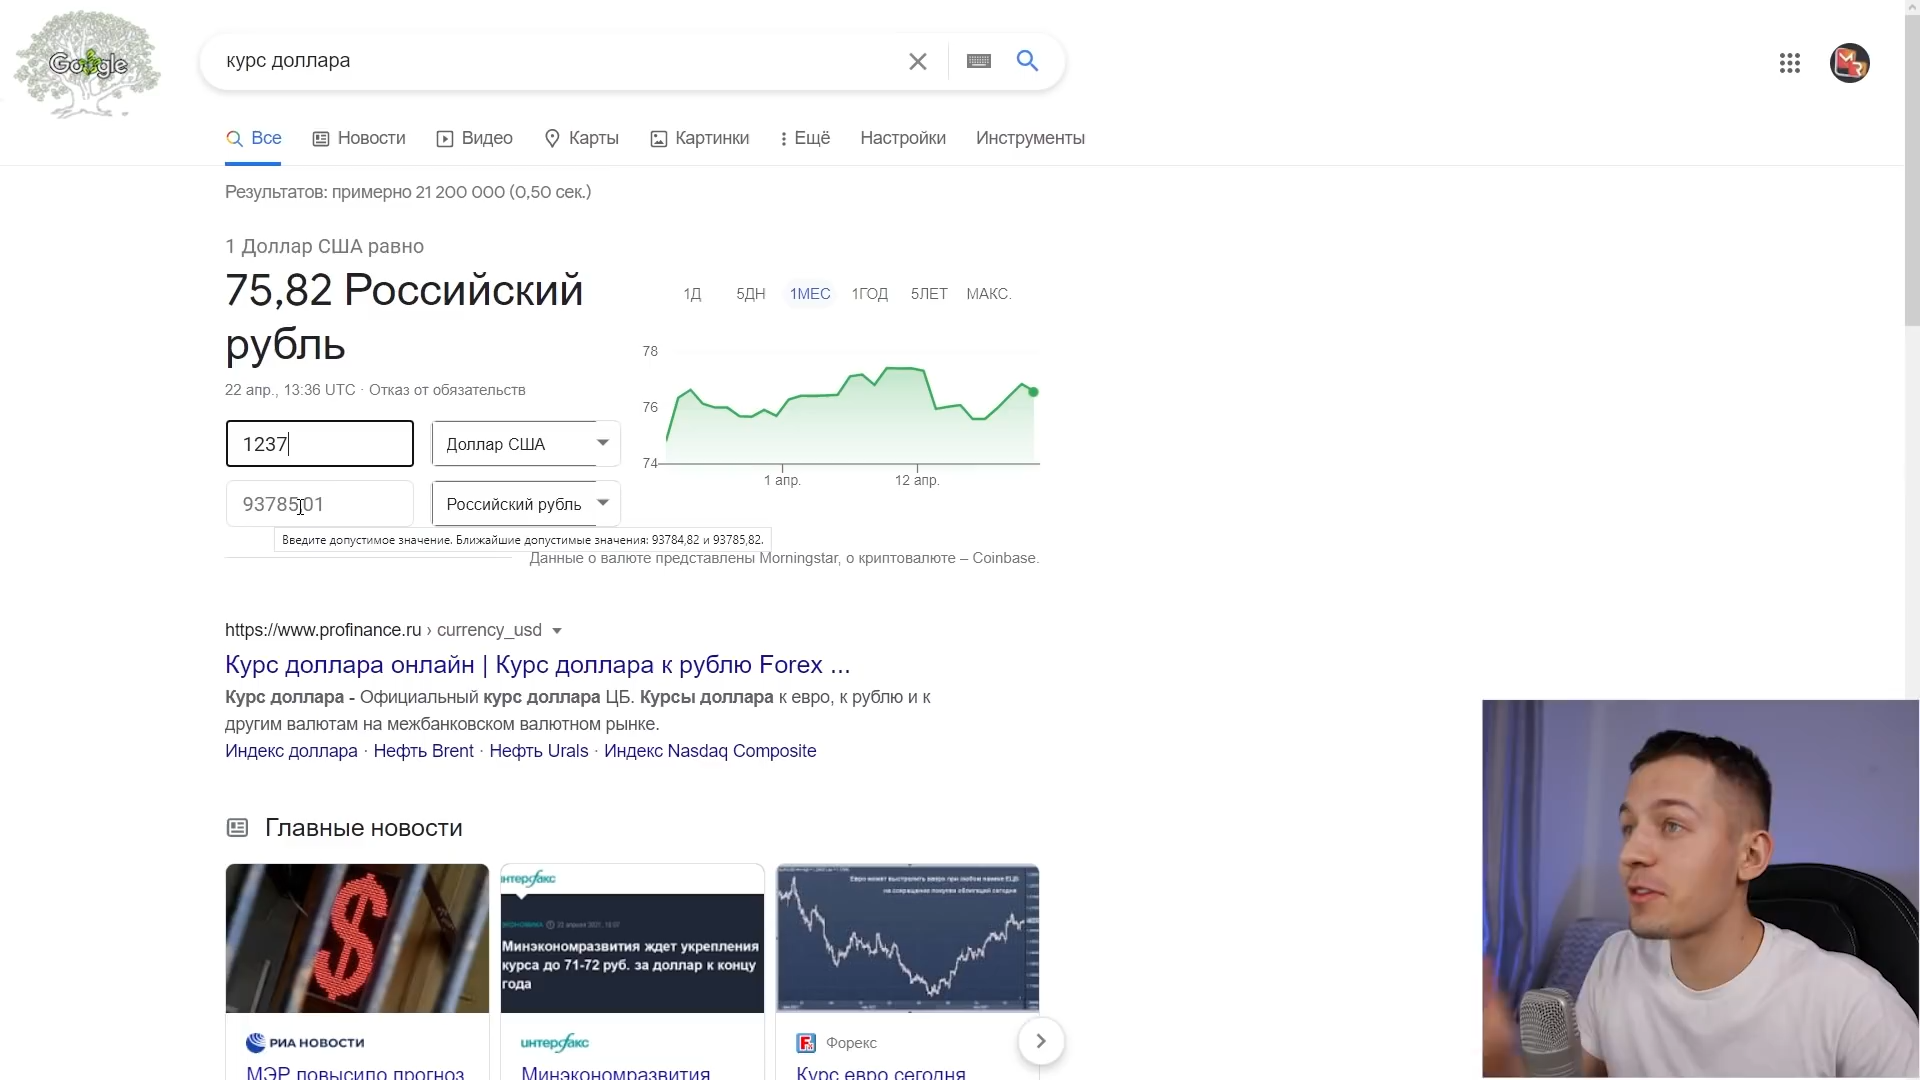 Google
курс доллара
Все
Новости
Видео
Карты
Картинки
Ещё
Настройки
Инструменты
Результатов: примерно 21 200 000 (0,50 сек.)
1 Доллар США равно
75,82 Российский
рубль
22 апр., 13:36 UTC · Отказ от обязательств
1237
Доллар США
93785,01
Российский рубль
Введите допустимое значение. Ближайшие допустимые значения: 93784,82 и 93785,82.
1Д
5ДН
1МЕС
1ГОД
5ЛЕТ
МАКС.
78
76
74
1 апр.
12 апр.
Данные о валюте представлены Morningstar, о криптовалюте – Coinbase.
https://www.profinance.ru › currency_usd
Курс доллара онлайн | Курс доллара к рублю Forex ...
Курс доллара - Официальный курс доллара ЦБ. Курсы доллара к евро, к рублю и к
другим валютам на межбанковском валютном рынке.
Индекс доллара · Нефть Brent · Нефть Urals · Индекс Nasdaq Composite
Главные новости
Минэкономразвития ждет укрепления
курса до 71-72 руб. за доллар к концу
года
РИА НОВОСТИ
МЭР повысило прогноз
интерфакс
Минэкономразвития
Форекс
Курс евро сегодня